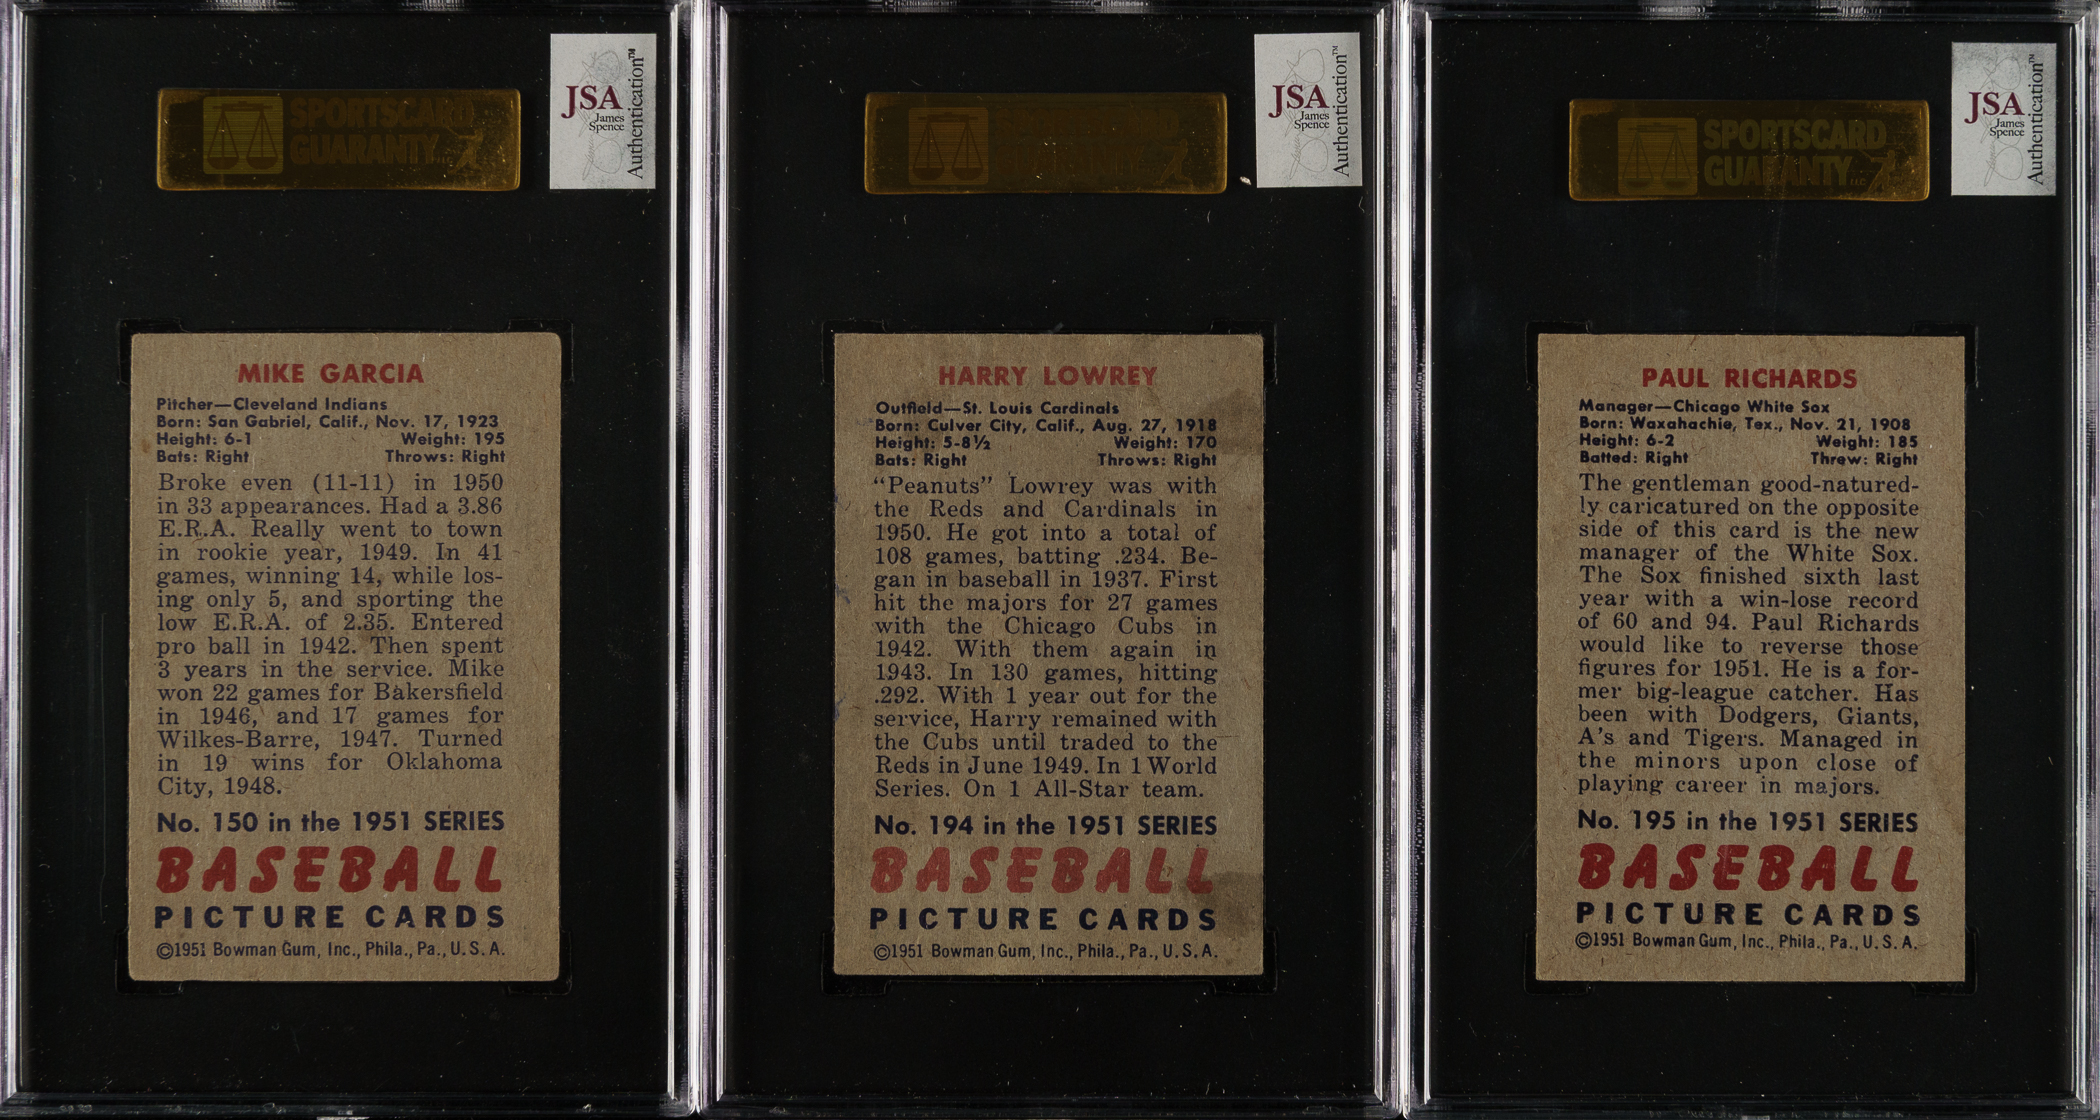 SPORTSCARD
GUARANTY
JSA
James
Spence
Authentication™
MIKE GARCIA
Pitcher—Cleveland Indians
Born: San Gabriel, Calif., Nov. 17, 1923
Height: 6-1 Weight: 195
Bats: Right Throws: Right
Broke even (11-11) in 1950
in 33 appearances. Had a 3.86
E.R.A. Really went to town
in rookie year, 1949. In 41
games, winning 14, while los-
ing only 5, and sporting the
low E.R.A. of 2.35. Entered
pro ball in 1942. Then spent
3 years in the service. Mike
won 22 games for Bakersfield
in 1946, and 17 games for
Wilkes-Barre, 1947. Turned
in 19 wins for Oklahoma
City, 1948.
No. 150 in the 1951 SERIES
BASEBALL
PICTURE CARDS
©1951 Bowman Gum, Inc., Phila., Pa., U.S.A.
JSA
James
Spence
Authentication™
HARRY LOWREY
Outfield—St. Louis Cardinals
Born: Culver City, Calif., Aug. 27, 1918
Height: 5-8½ Weight: 170
Bats: Right Throws: Right
"Peanuts" Lowrey was with
the Reds and Cardinals in
1950. He got into a total of
108 games, batting .234. Be-
gan in baseball in 1937. First
hit the majors for 27 games
with the Chicago Cubs in
1942. With them again in
1943. In 130 games, hitting
.292. With 1 year out for the
service, Harry remained with
the Cubs until traded to the
Reds in June 1949. In 1 World
Series. On 1 All-Star team.
No. 194 in the 1951 SERIES
BASEBALL
PICTURE CARDS
©1951 Bowman Gum, Inc., Phila., Pa., U.S.A.
SPORTSCARD
GUARANTY LLC
JSA
James
Spence
Authentication™
PAUL RICHARDS
Manager—Chicago White Sox
Born: Waxahachie, Tex., Nov. 21, 1908
Height: 6-2 Weight: 185
Batted: Right Threw: Right
The gentleman good-natured-
ly caricatured on the opposite
side of this card is the new
manager of the White Sox.
The Sox finished sixth last
year with a win-lose record
of 60 and 94. Paul Richards
would like to reverse those
figures for 1951. He is a for-
mer big-league catcher. Has
been with Dodgers, Giants,
A's and Tigers. Managed in
the minors upon close of
playing career in majors.
No. 195 in the 1951 SERIES
BASEBALL
PICTURE CARDS
©1951 Bowman Gum, Inc., Phila., Pa., U.S.A.